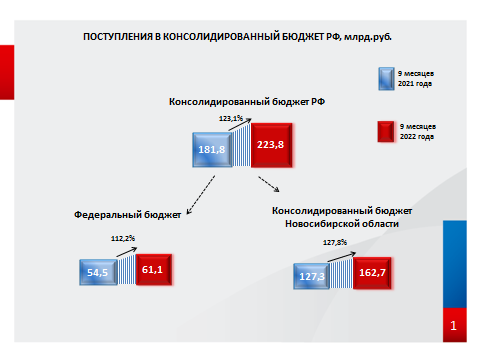 ПОСТУПЛЕНИЯ В КОНСОЛИДИРОВАННЫЙ БЮДЖЕТ РФ, млрд.руб.
9 месяцев
2021 года
Консолидированный бюджет РФ
123,1%
9 месяцев
2022 года
181,8
223,8
Федеральный бюджет
Консолидированный бюджет
Новосибирской области
112,2%
127,8%
54,5
61,1
127,3
162,7
1